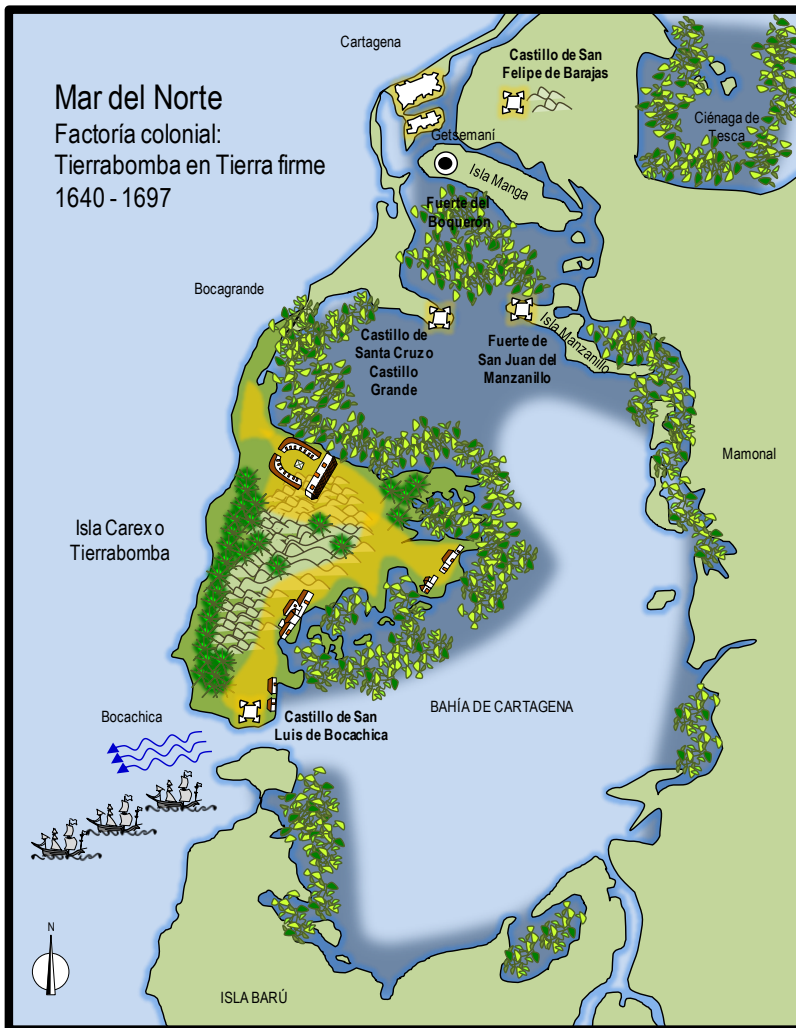 Cartagena
Castillo de San
Felipe de Barajas
Mar del Norte
Factoría colonial:
Tierrabomba en Tierra firme
1640 - 1697
Ciénaga de
Tesca
Getsemaní
Isla Manga
Fuerte del
Boquerón
Bocagrande
Castillo de
Santa Cruz o
Castillo
Grande
Fuerte de
San Juan del
Manzanillo
Isla Manzanillo
Mamonal
Isla Carex o
Tierrabomba
Bocachica
Castillo de San
Luis de Bocachica
BAHÍA DE CARTAGENA
N
ISLA BARÚ